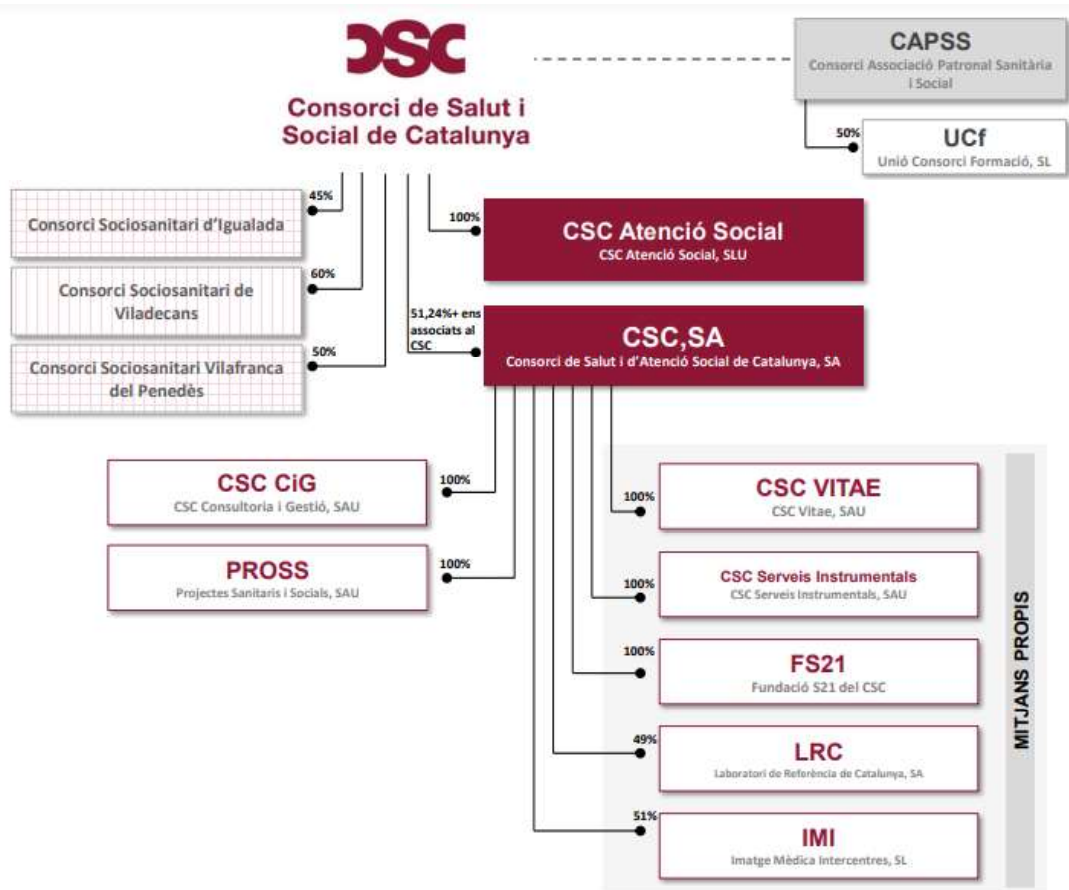 CSC
Consorci de Salut i
Social de Catalunya
CAPSS
Consorci Associació Patronal Sanitària
i Social
50%
UCf
Unió Consorci Formació, SL
45%
Consorci Sociosanitari d'Igualada
60%
Consorci Sociosanitari de
Viladecans
50%
Consorci Sociosanitari Vilafranca
del Penedès
100%
CSC Atenció Social
CSC Atenció Social, SLU
51,24%+ ens
associats al
CSC
CSC,SA
Consorci de Salut i d'Atenció Social de Catalunya, SA
CSC CiG
CSC Consultoria i Gestió, SAU
100%
PROSS
Projectes Sanitaris i Socials, SAU
100%
100%
CSC VITAE
CSC Vitae, SAU
100%
CSC Serveis Instrumentals
CSC Serveis Instrumentals, SAU
100%
FS21
Fundació S21 del CSC
49%
LRC
Laboratori de Referència de Catalunya, SA
51%
IMI
Imatge Mèdica Intercentres, SL
MITJANS PROPIS